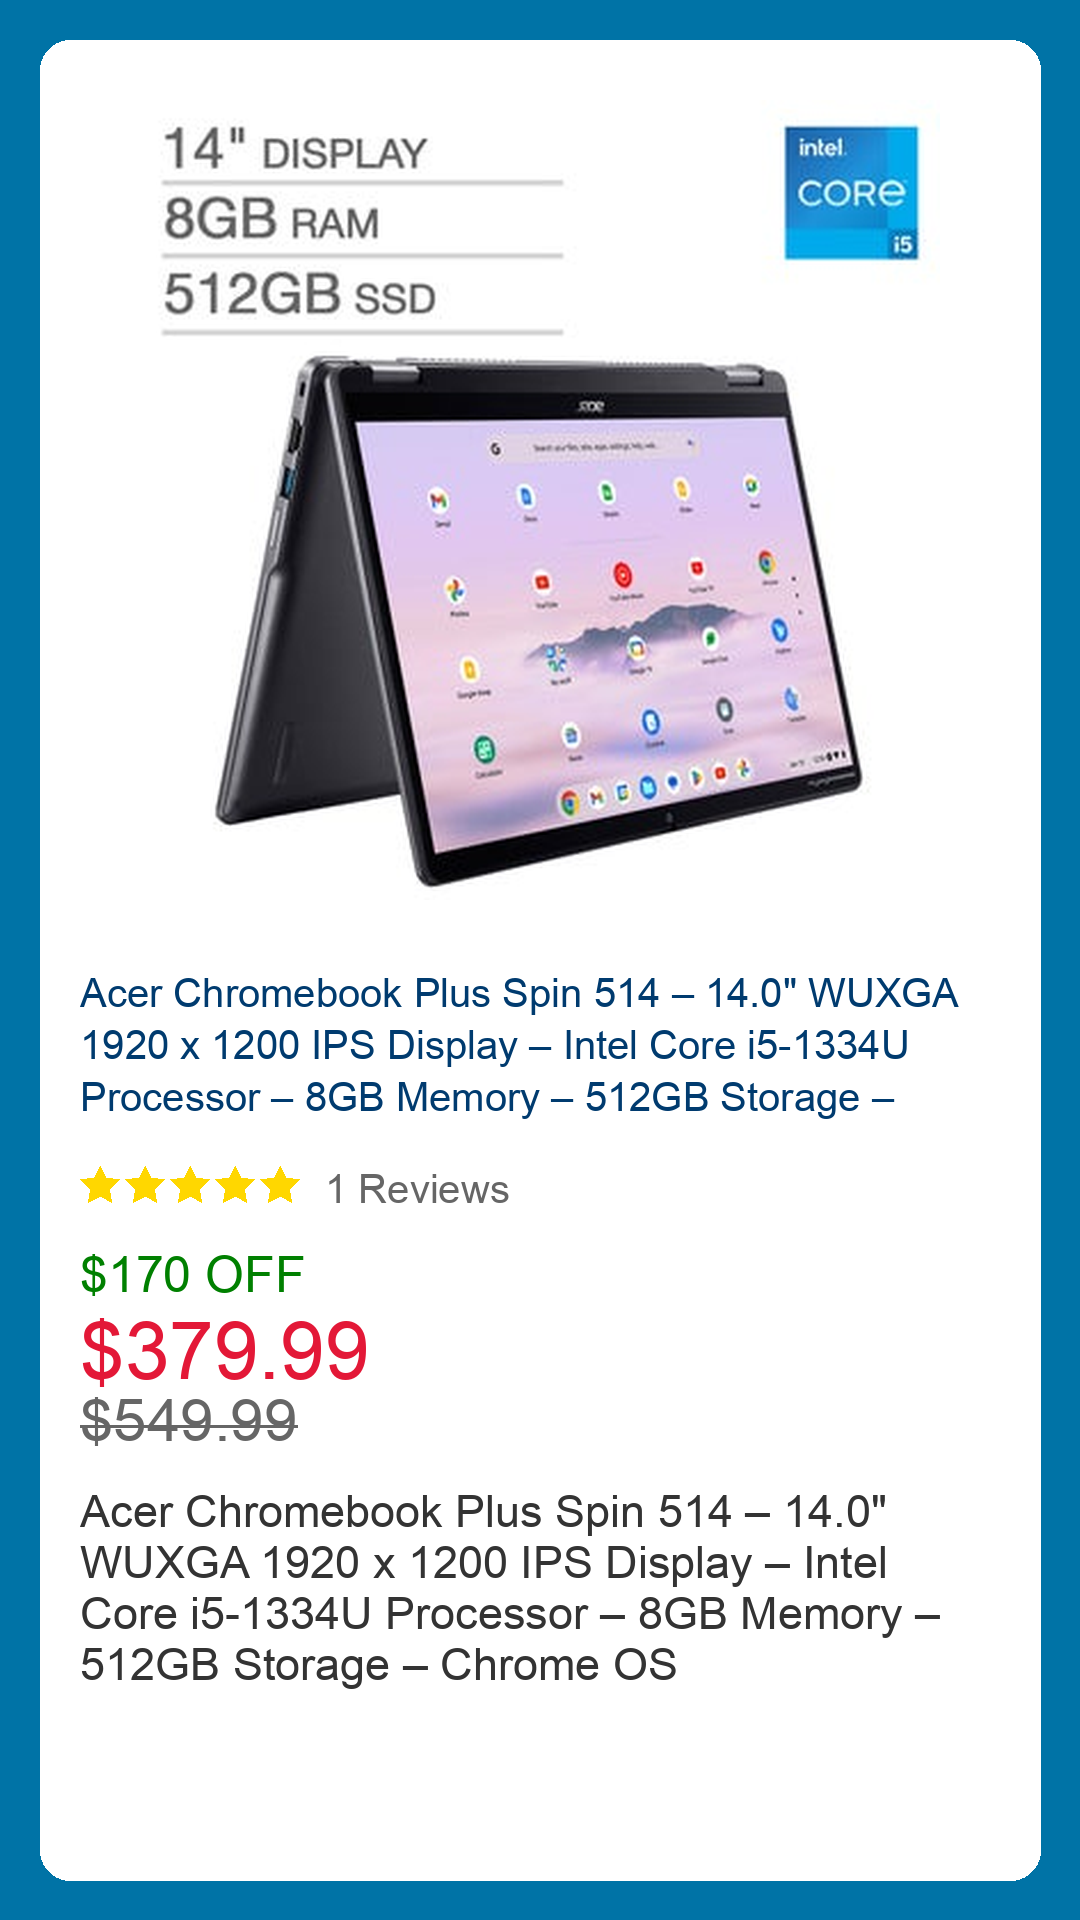 14" DISPLAY
8GB RAM
512GB SSD
intel.
CORE
i5
acer
Acer Chromebook Plus Spin 514 – 14.0" WUXGA
1920 x 1200 IPS Display – Intel Core i5-1334U
Processor – 8GB Memory – 512GB Storage –
1 Reviews
$170 OFF
$379.99
$549.99
Acer Chromebook Plus Spin 514 – 14.0"
WUXGA 1920 x 1200 IPS Display – Intel
Core i5-1334U Processor – 8GB Memory –
512GB Storage – Chrome OS